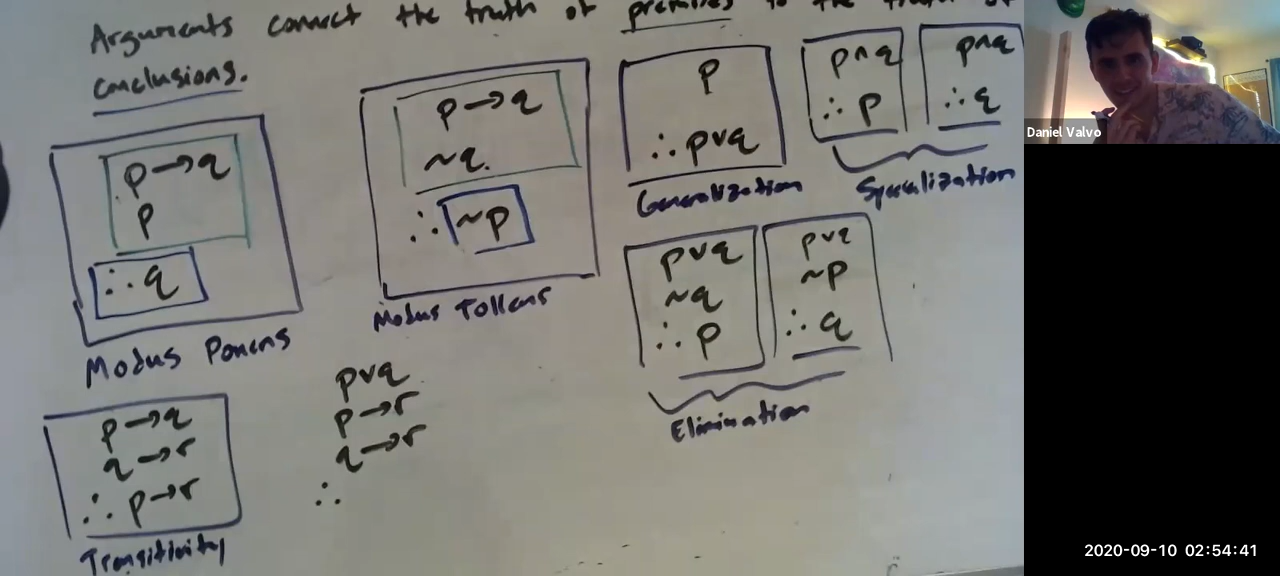 Arguments connect the truth of premises to the truth of
conclusions.
p→q
p
∴ q
Modus Ponens
p→q
~q
∴ ~p
Modus Tollens
p
∴ p∨q
Generalization
p∧q
∴ p
p∧q
∴ q
Specialization
p∨q
~q
∴ p
p∨q
~p
∴ q
Elimination
p→q
q→r
∴ p→r
Transitivity
p∨q
p→r
q→r
∴
Daniel Valvo
2020-09-10 02:54:41